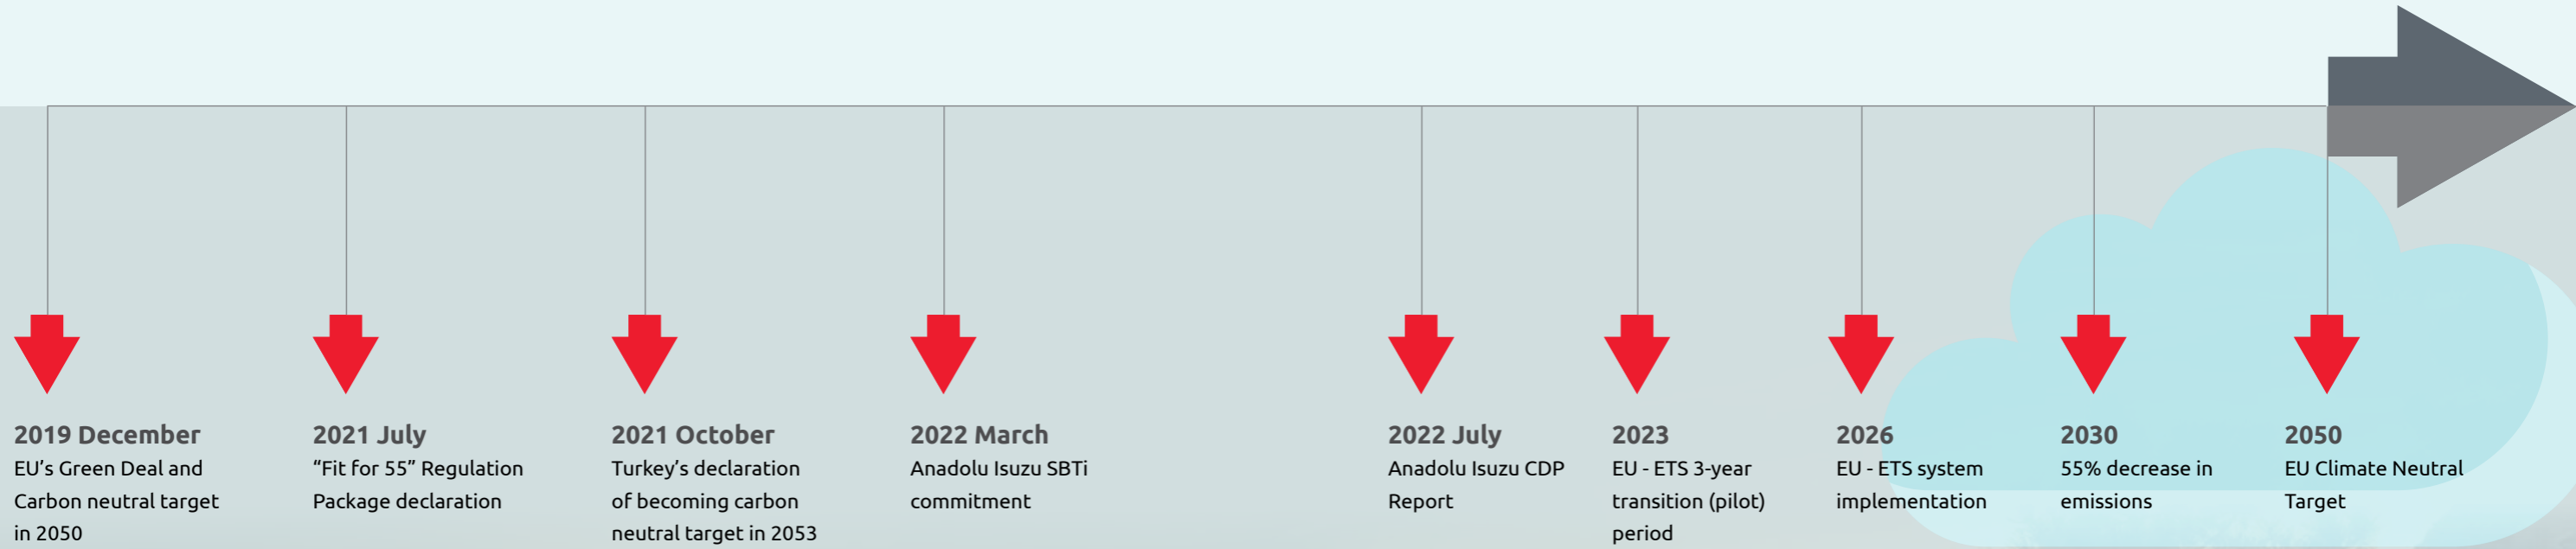 2019 December
EU’s Green Deal and
Carbon neutral target
in 2050
2021 July
“Fit for 55” Regulation
Package declaration
2021 October
Turkey’s declaration
of becoming carbon
neutral target in 2053
2022 March
Anadolu Isuzu SBTi
commitment
2022 July
Anadolu Isuzu CDP
Report
2023
EU - ETS 3-year
transition (pilot)
period
2026
EU - ETS system
implementation
2030
55% decrease in
emissions
2050
EU Climate Neutral
Target